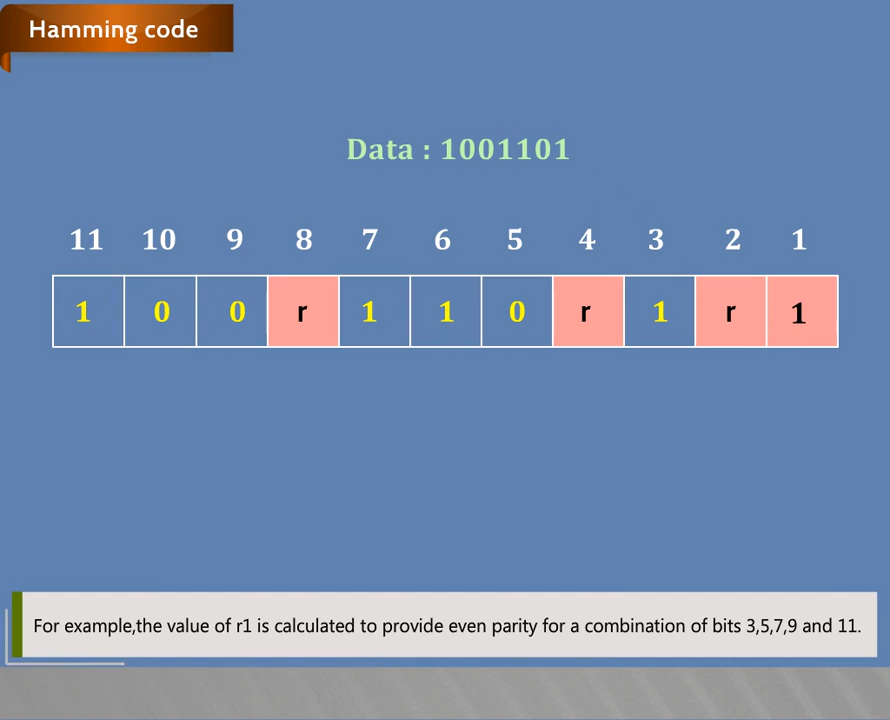 Hamming code
Data : 1001101
11 10 9 8 7 6 5 4 3 2 1
1 0 0 r 1 1 0 r 1 r 1
For example,the value of r1 is calculated to provide even parity for a combination of bits 3,5,7,9 and 11.